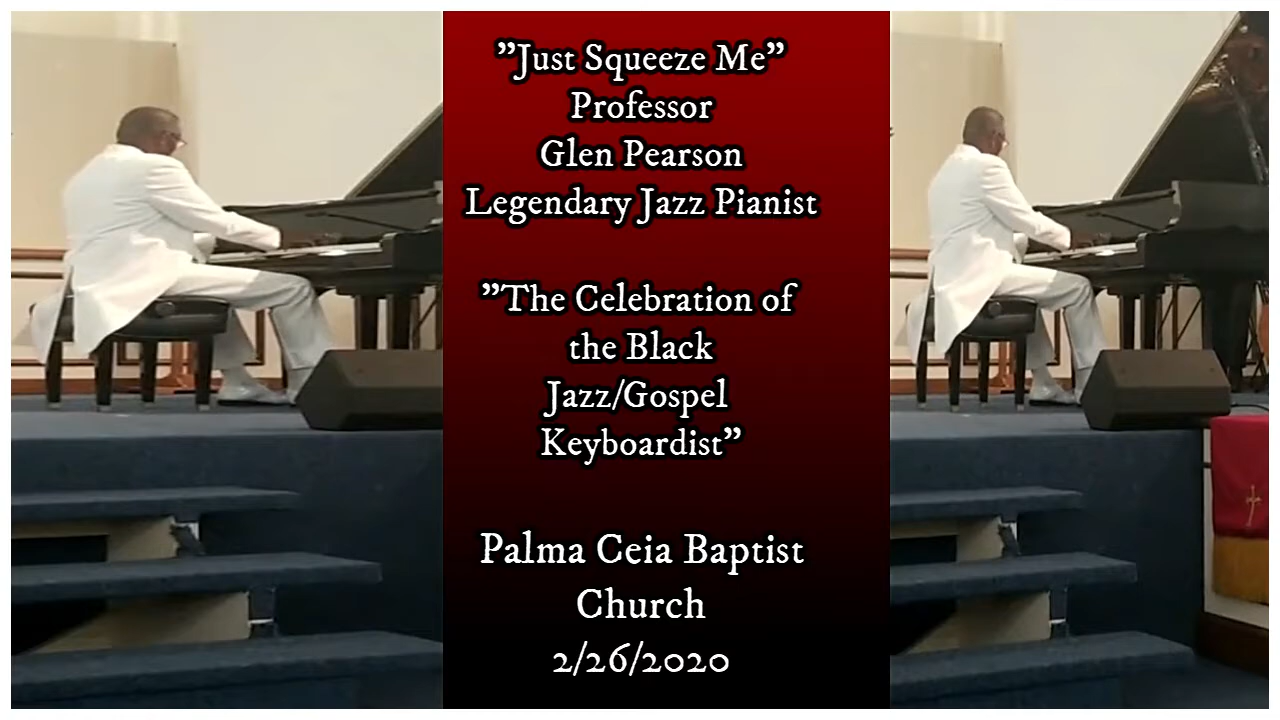 ”Just Squeeze Me”
Professor
Glen Pearson
Legendary Jazz Pianist
”The Celebration of
the Black
Jazz/Gospel
Keyboardist”
Palma Ceia Baptist
Church
2/26/2020